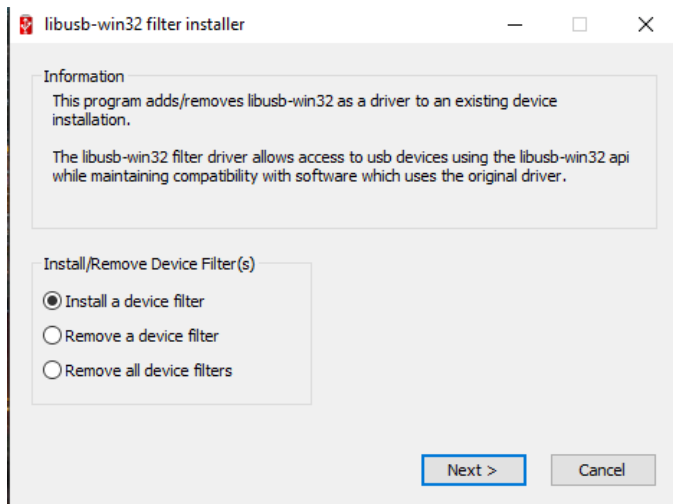 libusb-win32 filter installer
Information
This program adds/removes libusb-win32 as a driver to an existing device
installation.
The libusb-win32 filter driver allows access to usb devices using the libusb-win32 api
while maintaining compatibility with software which uses the original driver.
Install/Remove Device Filter(s)
Install a device filter
Remove a device filter
Remove all device filters
Next >
Cancel